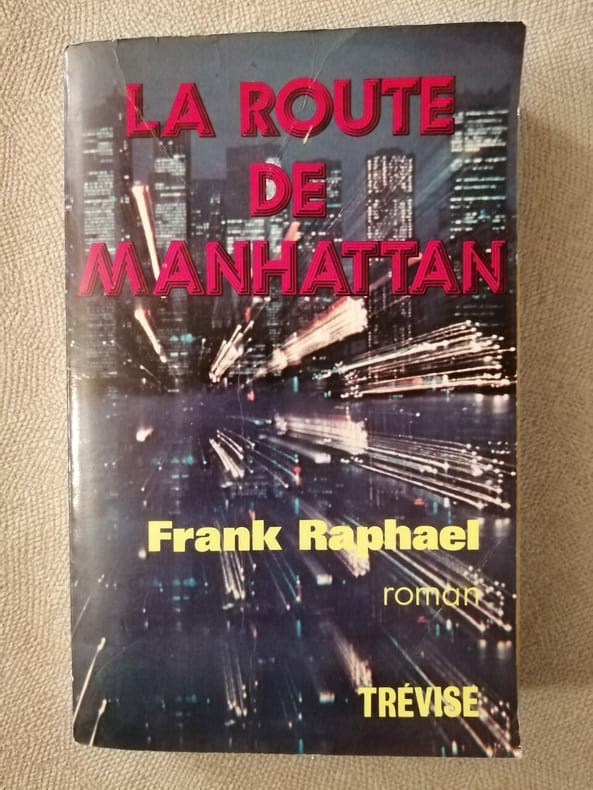 LA ROUTE
DE
MANHATTAN
Frank Raphael
roman
TRÉVISE